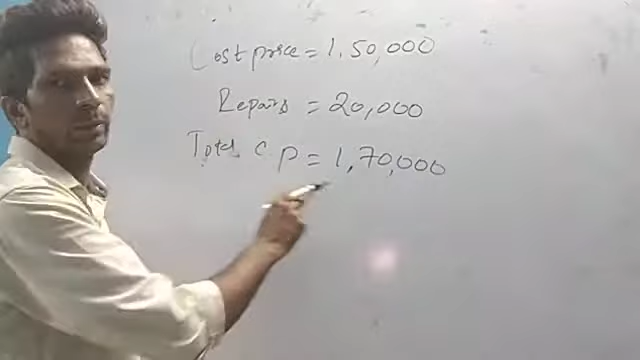 Cost price = 1,50,000
Repairs = 20,000
Total C P = 1,70,000